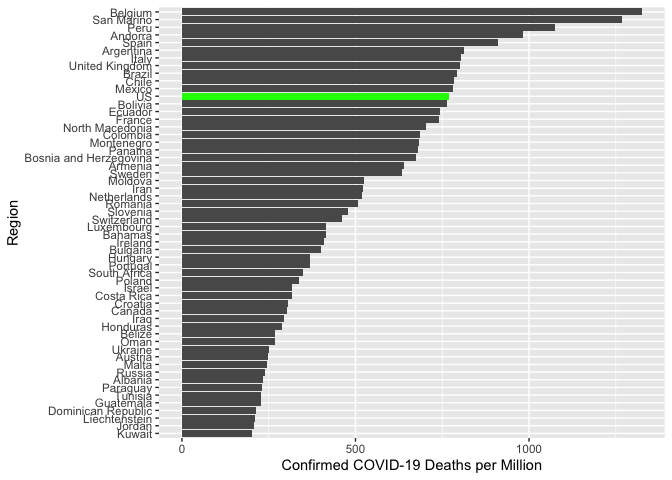 Belgium
San Marino
Peru
Andorra
Spain
Argentina
Italy
United Kingdom
Brazil
Chile
Mexico
US
Bolivia
Ecuador
France
North Macedonia
Colombia
Montenegro
Panama
Bosnia and Herzegovina
Armenia
Sweden
Moldova
Iran
Netherlands
Romania
Slovenia
Switzerland
Luxembourg
Bahamas
Ireland
Bulgaria
Hungary
Portugal
South Africa
Poland
Israel
Costa Rica
Croatia
Canada
Iraq
Honduras
Belize
Oman
Ukraine
Austria
Malta
Russia
Albania
Paraguay
Tunisia
Guatemala
Dominican Republic
Liechtenstein
Jordan
Kuwait
Region
0 500 1000
Confirmed COVID-19 Deaths per Million